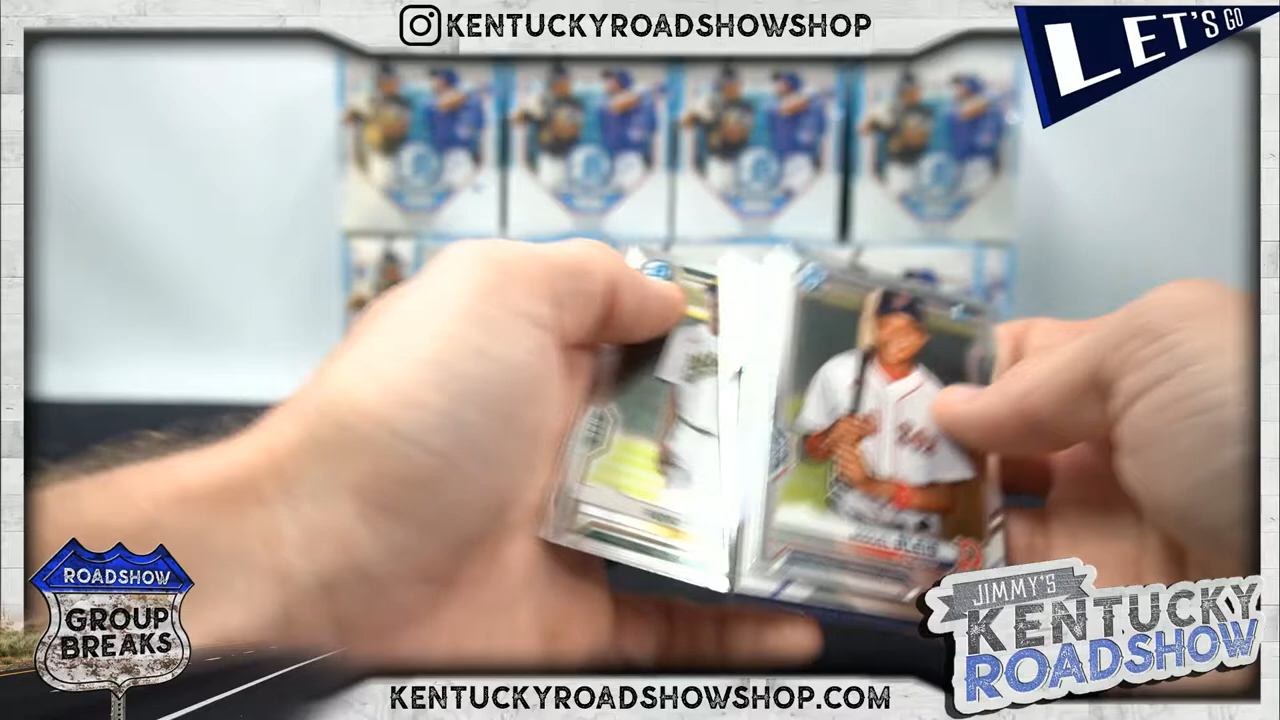 KENTUCKYROADSHOWSHOP
LET'S GO
ROADSHOW
GROUP
BREAKS
JIMMY'S
KENTUCKY
ROADSHOW
KENTUCKYROADSHOWSHOP.COM